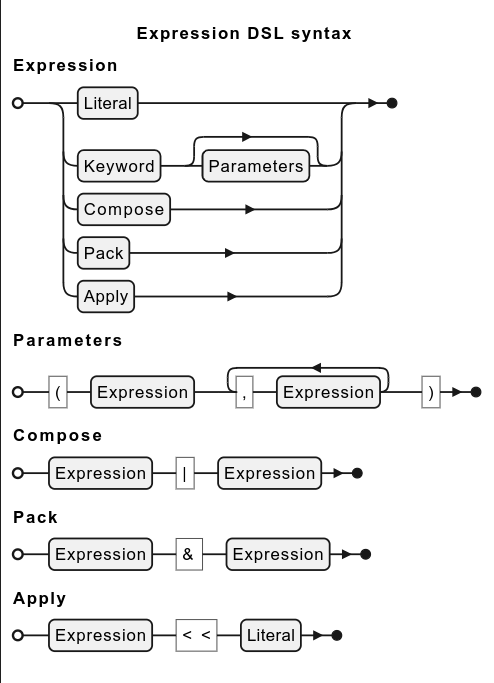 Expression DSL syntax
Expression
Literal
Keyword Parameters
Compose
Pack
Apply
Parameters
( Expression , Expression )
Compose
Expression | Expression
Pack
Expression & Expression
Apply
Expression < < Literal